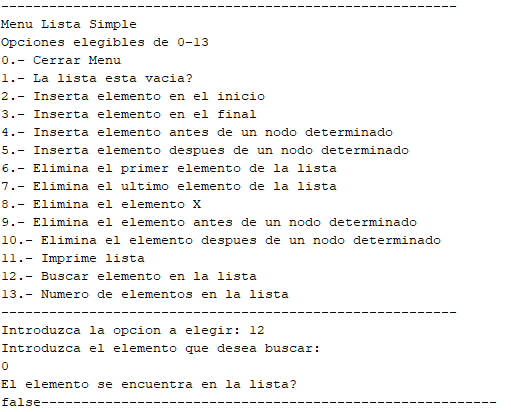 ---------------------------------------------------------
Menu Lista Simple
Opciones elegibles de 0-13
0.- Cerrar Menu
1.- La lista esta vacia?
2.- Inserta elemento en el inicio
3.- Inserta elemento en el final
4.- Inserta elemento antes de un nodo determinado
5.- Inserta elemento despues de un nodo determinado
6.- Elimina el primer elemento de la lista
7.- Elimina el ultimo elemento de la lista
8.- Elimina el elemento X
9.- Elimina el elemento antes de un nodo determinado
10.- Elimina el elemento despues de un nodo determinado
11.- Imprime lista
12.- Buscar elemento en la lista
13.- Numero de elementos en la lista
---------------------------------------------------------
Introduzca la opcion a elegir: 12
Introduzca el elemento que desea buscar:
0
El elemento se encuentra en la lista?
false---------------------------------------------------------